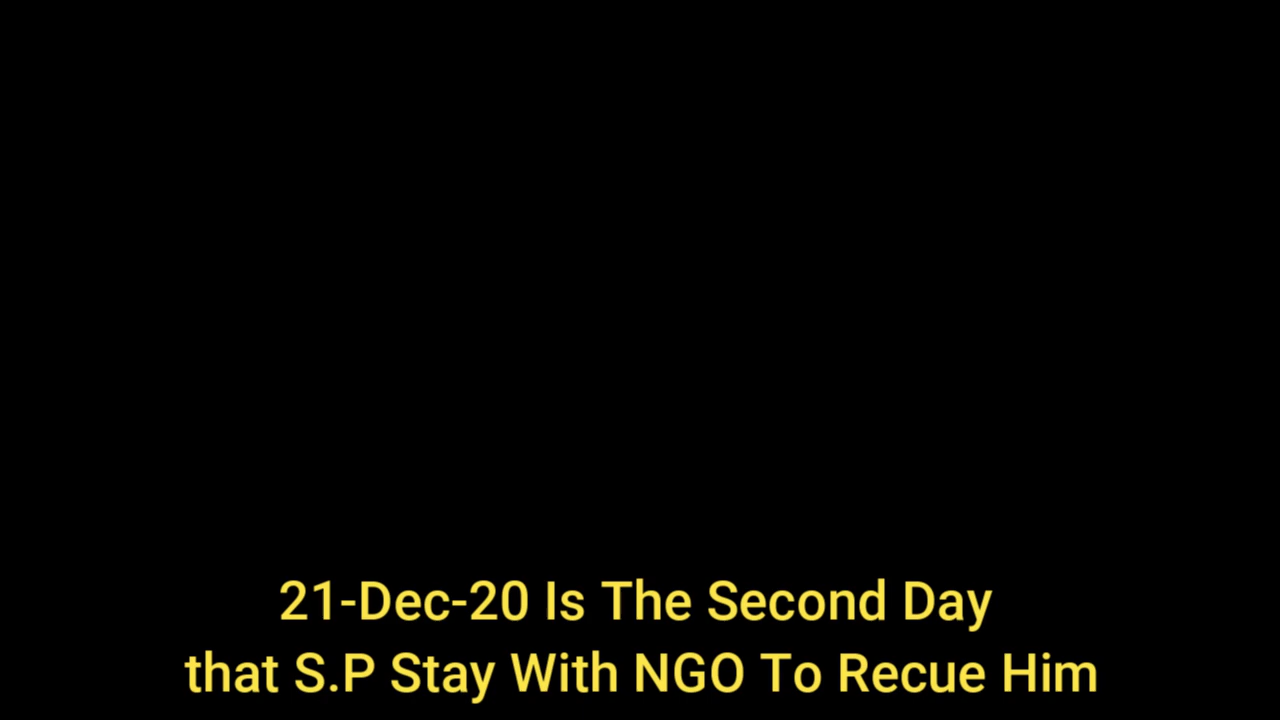 21-Dec-20 Is The Second Day
that S.P Stay With NGO To Recue Him